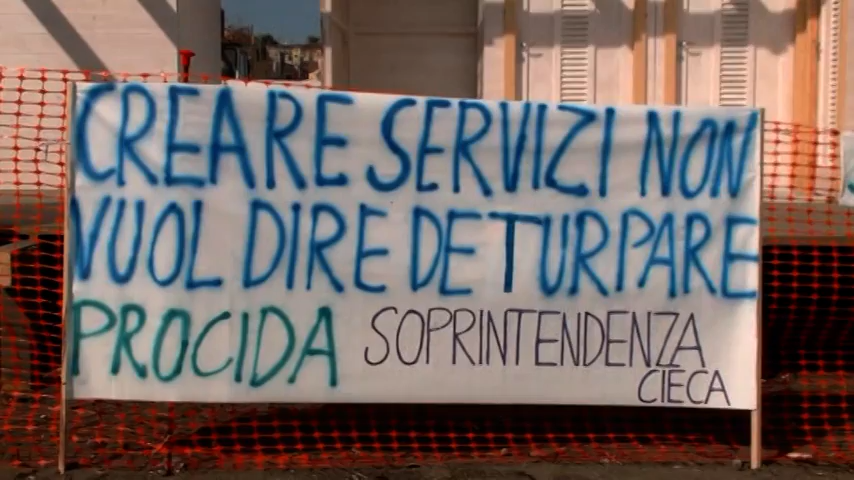 CREARE SERVIZI NON
VUOL DIRE DETURPARE
PROCIDA SOPRINTENDENZA
CIECA